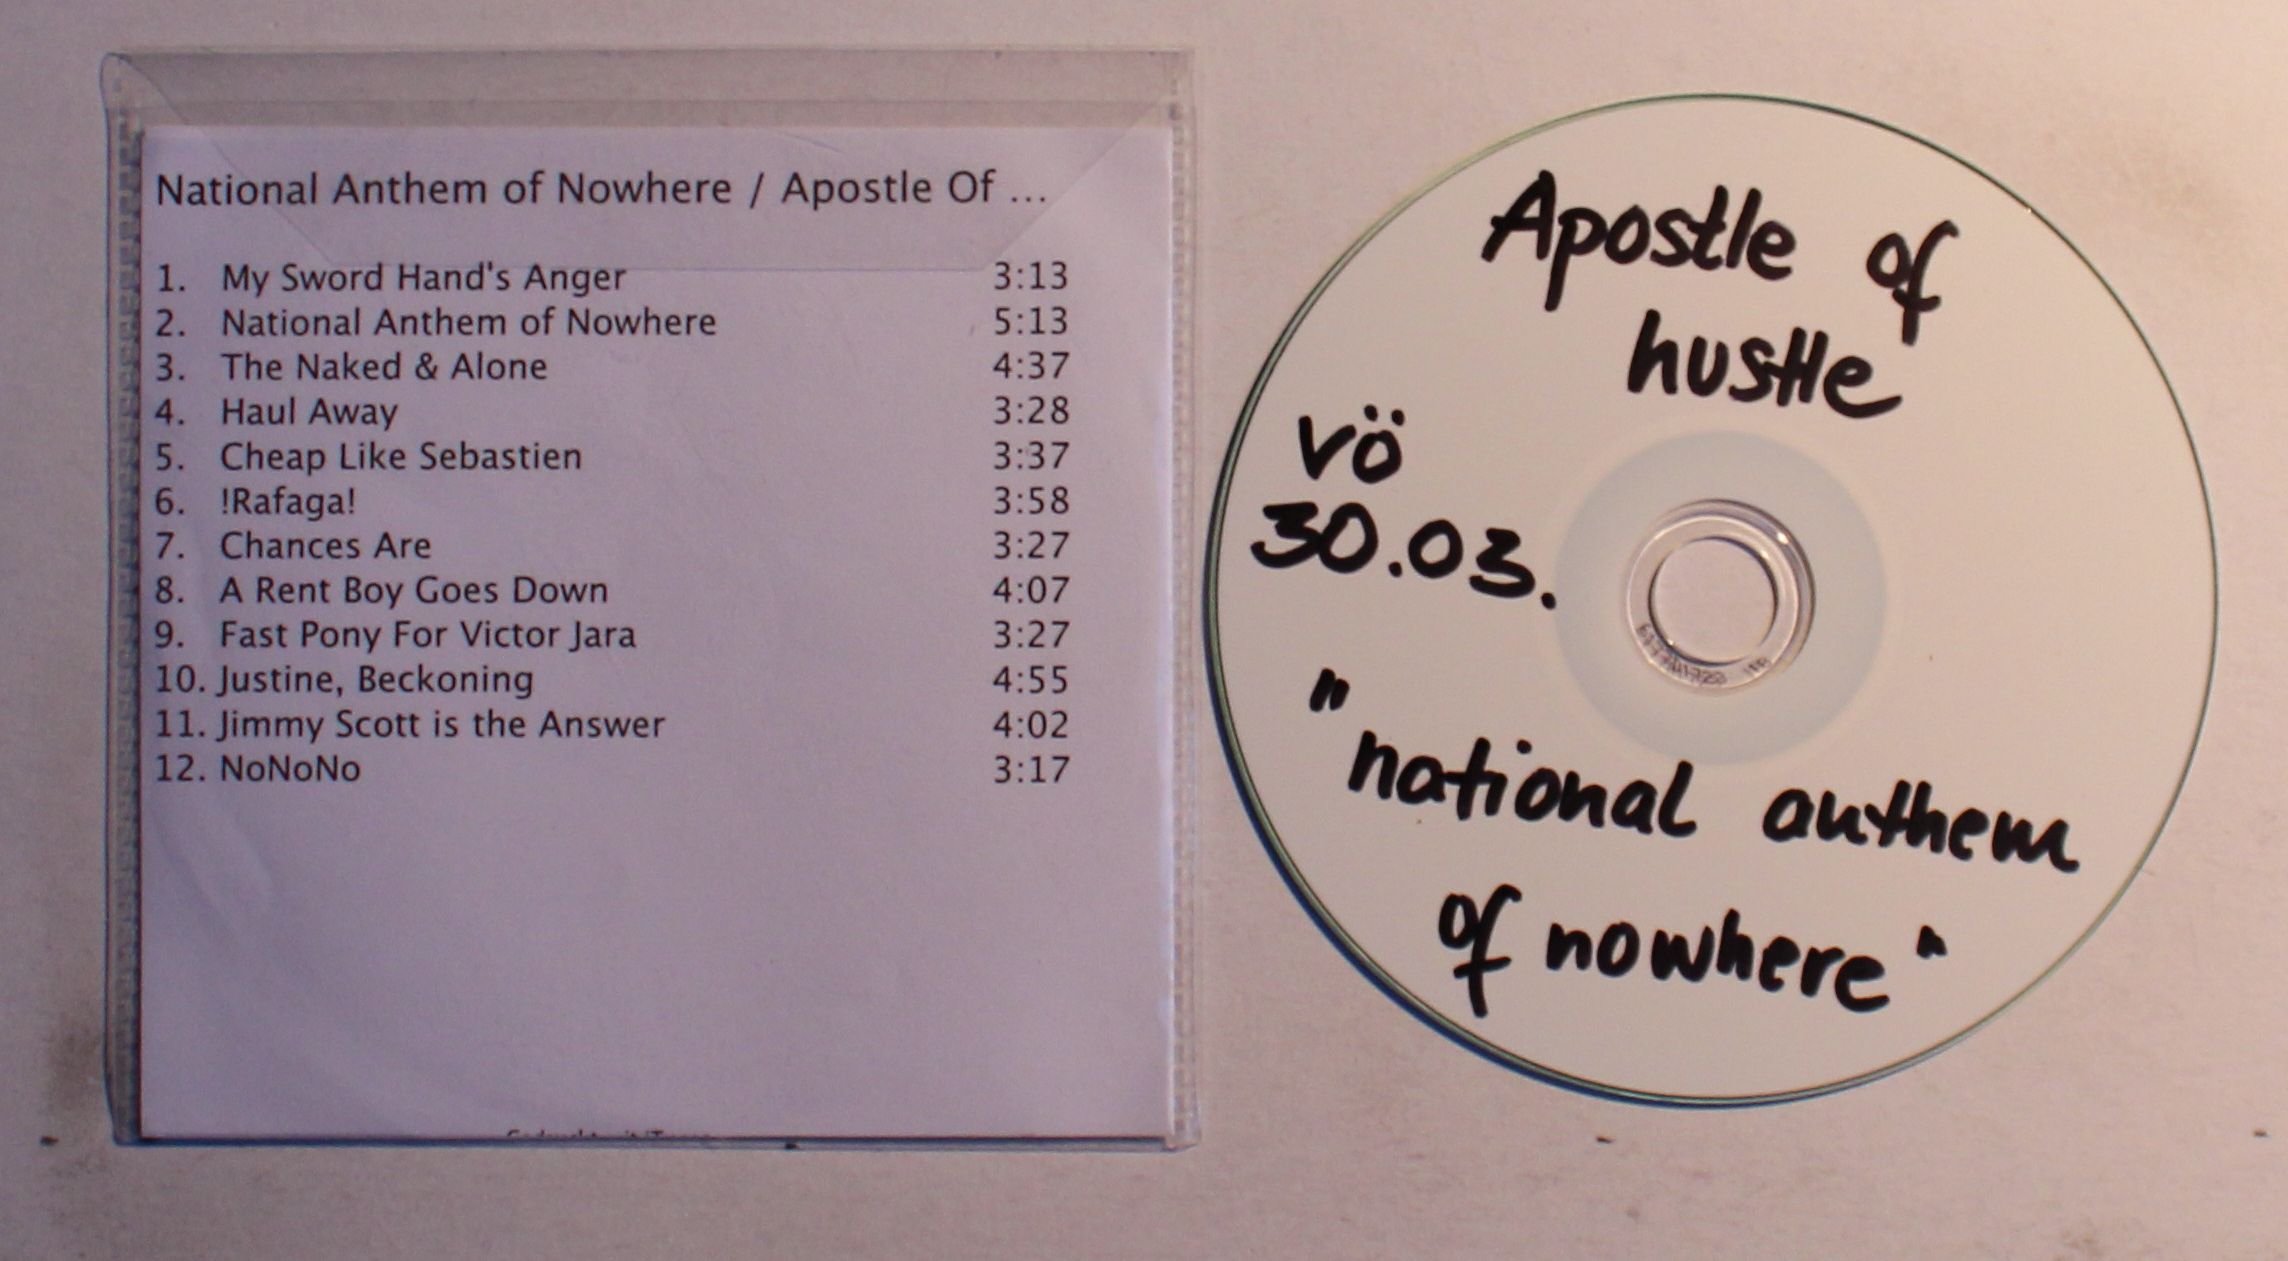 National Anthem of Nowhere / Apostle Of ...
1. My Sword Hand's Anger 3:13
2. National Anthem of Nowhere 5:13
3. The Naked & Alone 4:37
4. Haul Away 3:28
5. Cheap Like Sebastien 3:37
6. !Rafaga! 3:58
7. Chances Are 3:27
8. A Rent Boy Goes Down 4:07
9. Fast Pony For Victor Jara 3:27
10. Justine, Beckoning 4:55
11. Jimmy Scott is the Answer 4:02
12. NoNoNo 3:17
Apostle of
hustle
VÖ
30.03.
"national anthem
of nowhere"